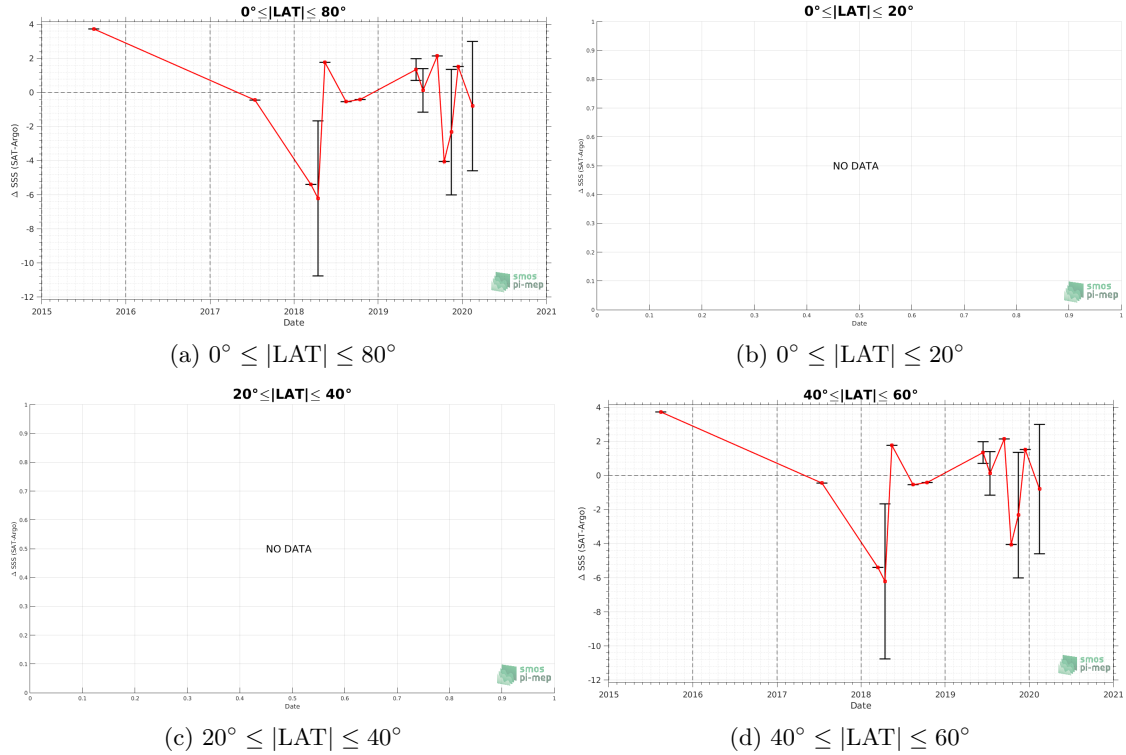 0°≤|LAT|≤ 80°
4
2
0
-2
-4
-6
-8
-10
-12
Δ SSS (SAT-Argo)
2015 2016 2017 2018 2019 2020 2021
Date
smos
pi-mep
(a) 0° ≤ |LAT| ≤ 80°
0°≤|LAT|≤ 20°
1
0.9
0.8
0.7
0.6
0.5
0.4
0.3
0.2
0.1
0
Δ SSS (SAT-Argo)
NO DATA
0 0.1 0.2 0.3 0.4 0.5 0.6 0.7 0.8 0.9 1
Date
smos
pi-mep
(b) 0° ≤ |LAT| ≤ 20°
20°≤|LAT|≤ 40°
1
0.9
0.8
0.7
0.6
0.5
0.4
0.3
0.2
0.1
0
Δ SSS (SAT-Argo)
NO DATA
0 0.1 0.2 0.3 0.4 0.5 0.6 0.7 0.8 0.9 1
Date
smos
pi-mep
(c) 20° ≤ |LAT| ≤ 40°
40°≤|LAT|≤ 60°
4
2
0
-2
-4
-6
-8
-10
-12
Δ SSS (SAT-Argo)
2015 2016 2017 2018 2019 2020 2021
Date
smos
pi-mep
(d) 40° ≤ |LAT| ≤ 60°